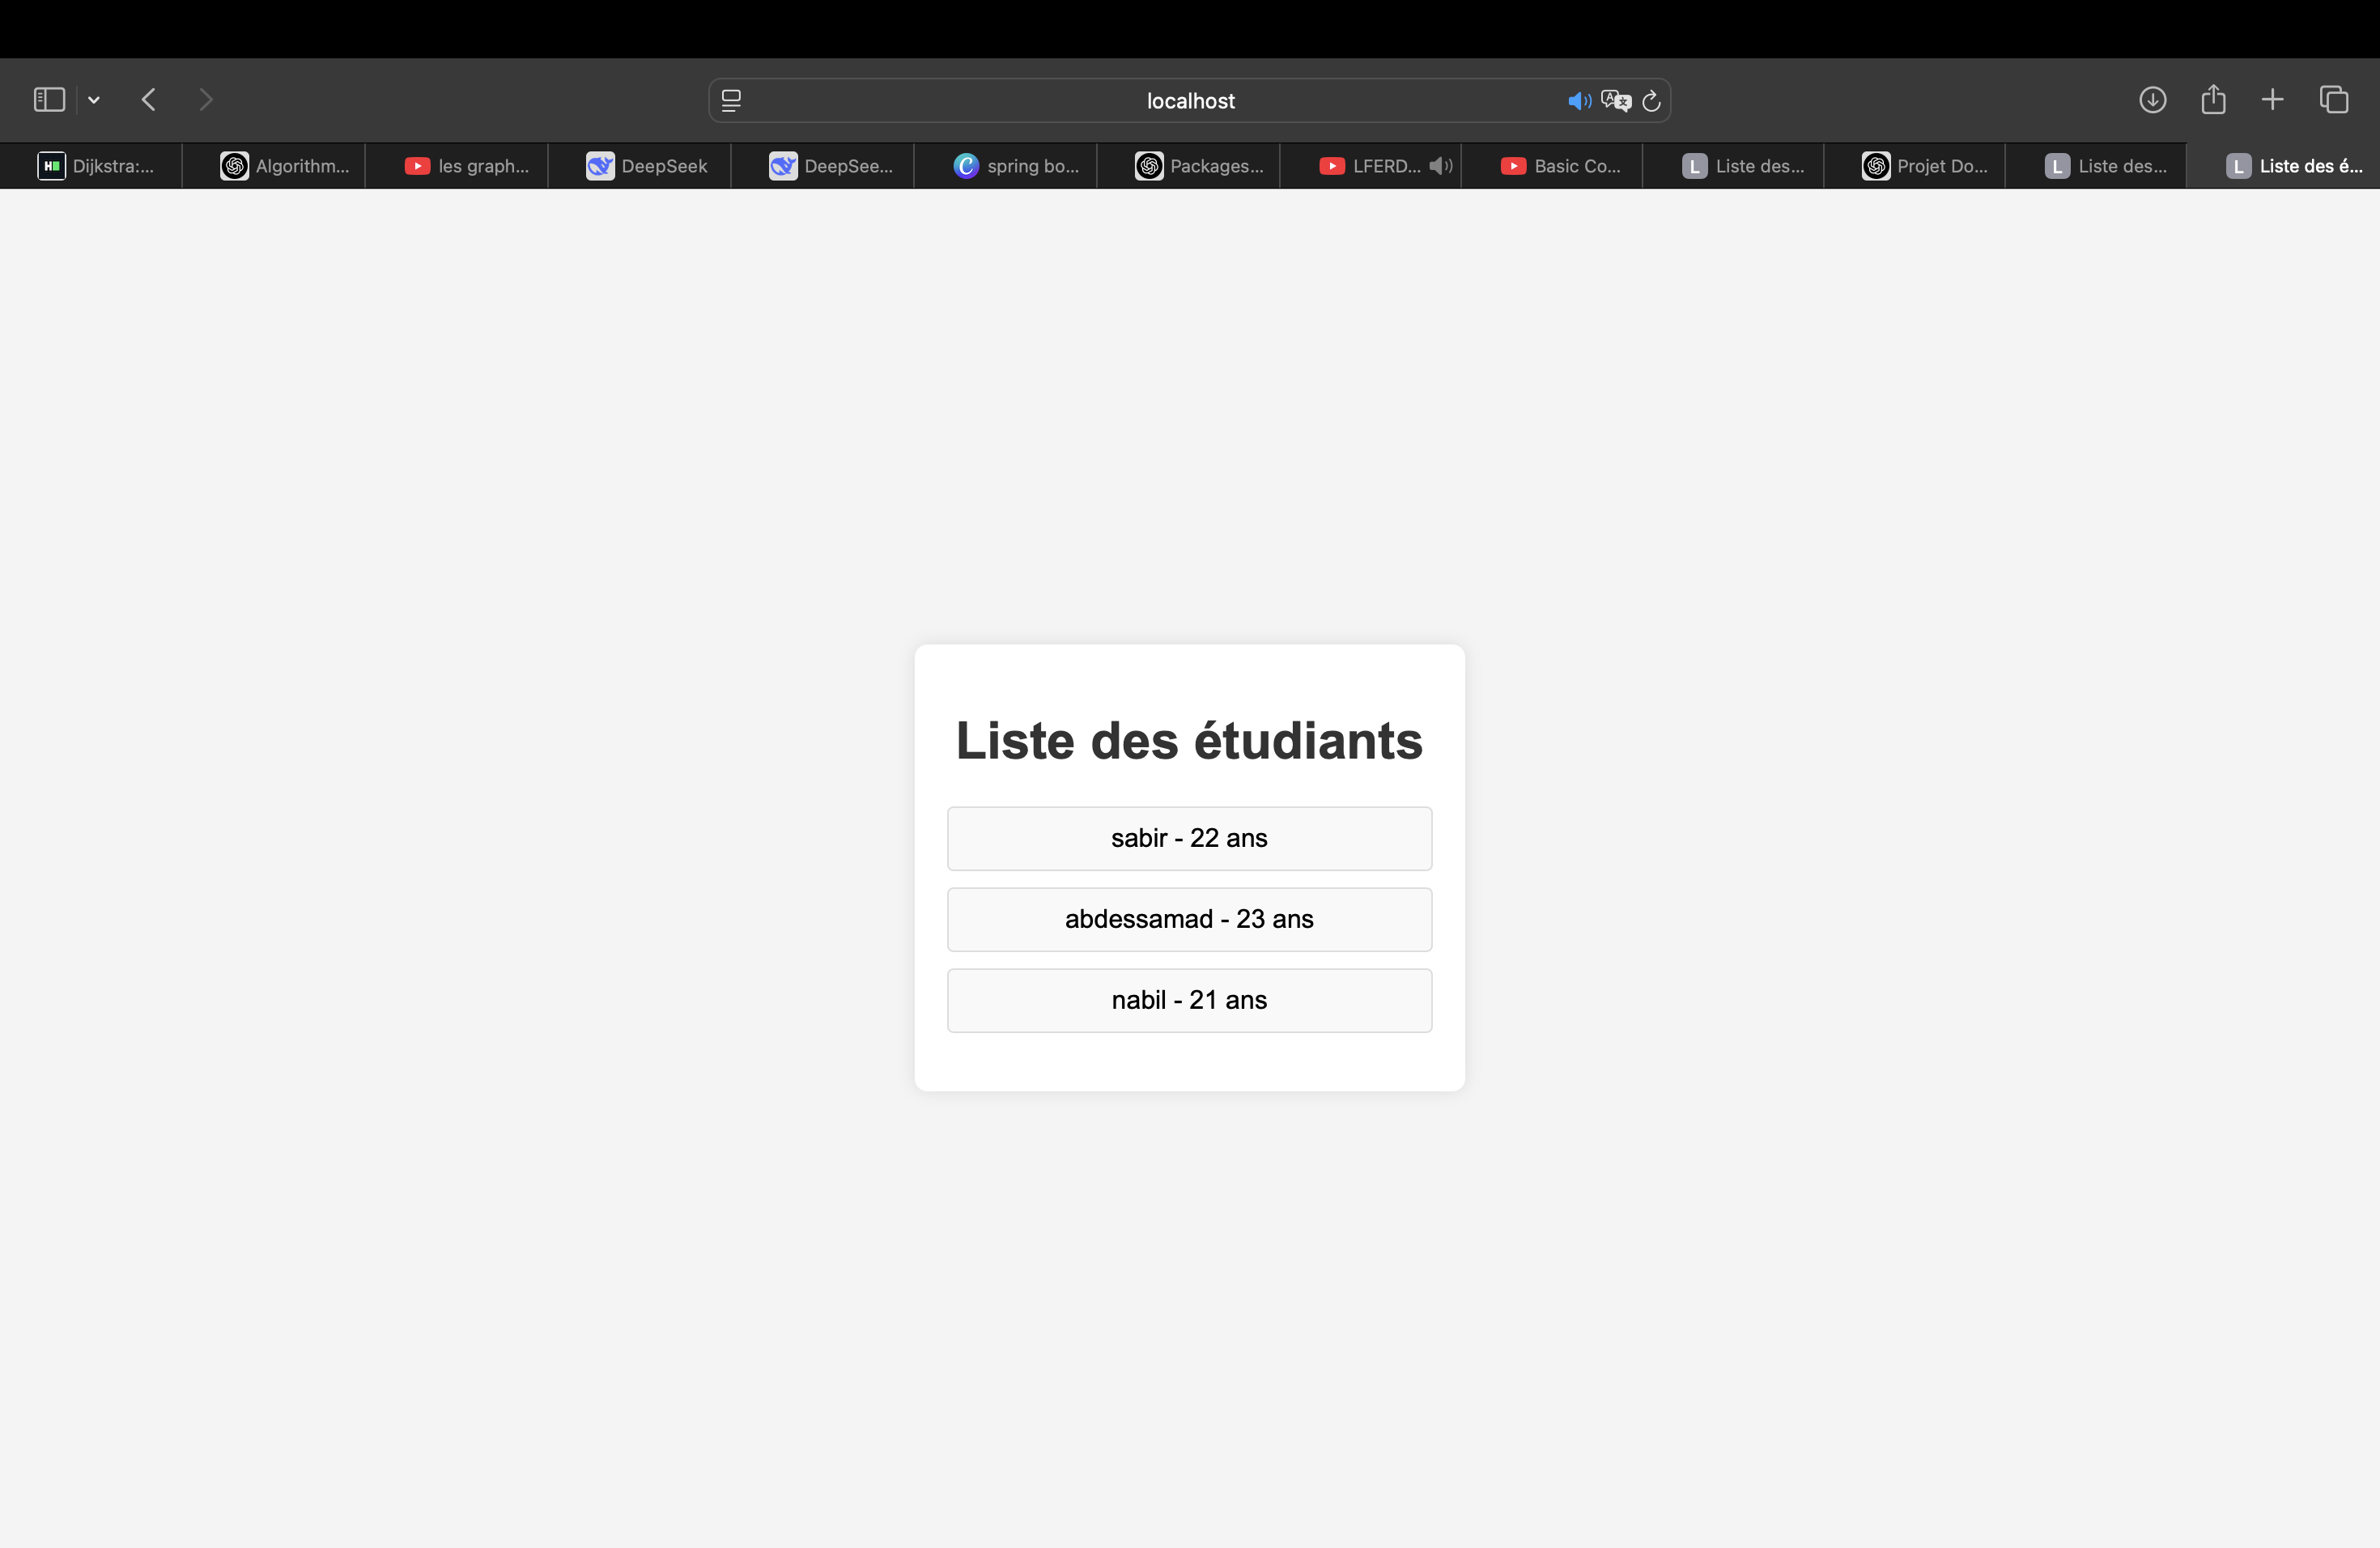 localhost
Dijkstra:...
Algorithm...
les graph...
DeepSeek
DeepSee...
spring bo...
Packages...
LFERD...
Basic Co...
L Liste des...
Projet Do...
L Liste des...
L Liste des é...
Liste des étudiants
sabir - 22 ans
abdessamad - 23 ans
nabil - 21 ans